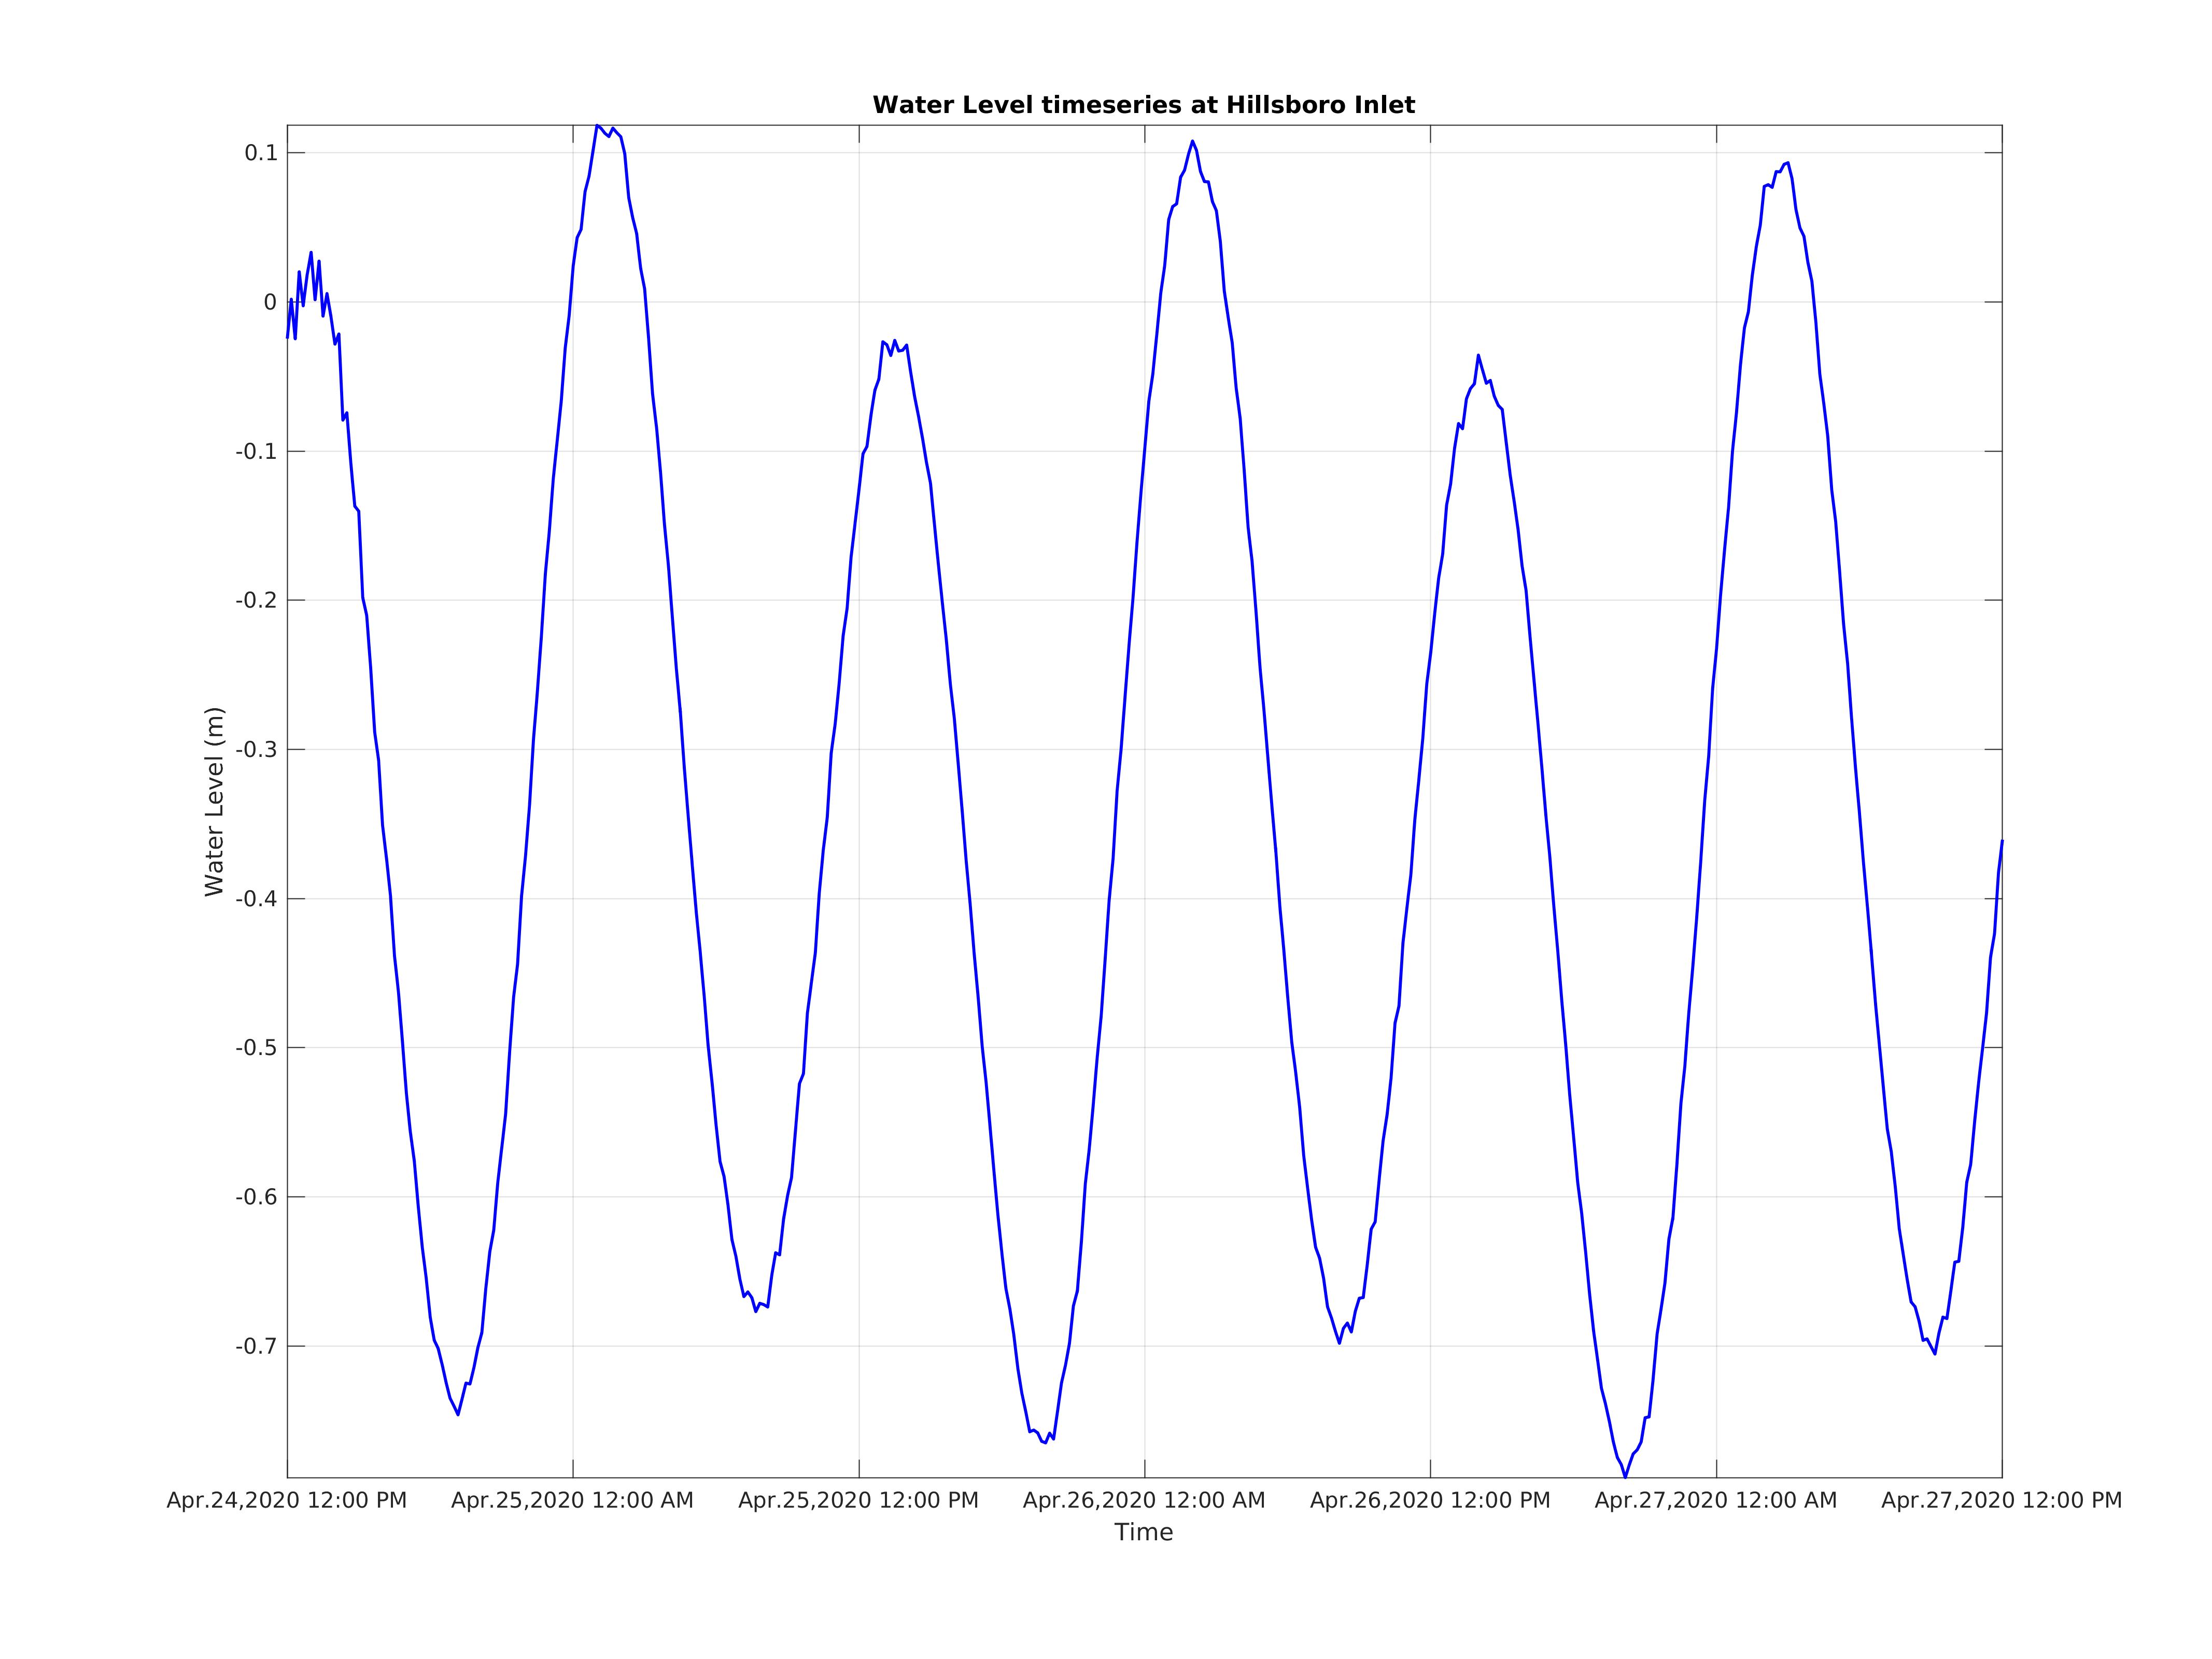 Water Level timeseries at Hillsboro Inlet
0.1
0
-0.1
-0.2
-0.3
-0.4
-0.5
-0.6
-0.7
Water Level (m)
Apr.24,2020 12:00 PM
Apr.25,2020 12:00 AM
Apr.25,2020 12:00 PM
Apr.26,2020 12:00 AM
Apr.26,2020 12:00 PM
Apr.27,2020 12:00 AM
Apr.27,2020 12:00 PM
Time